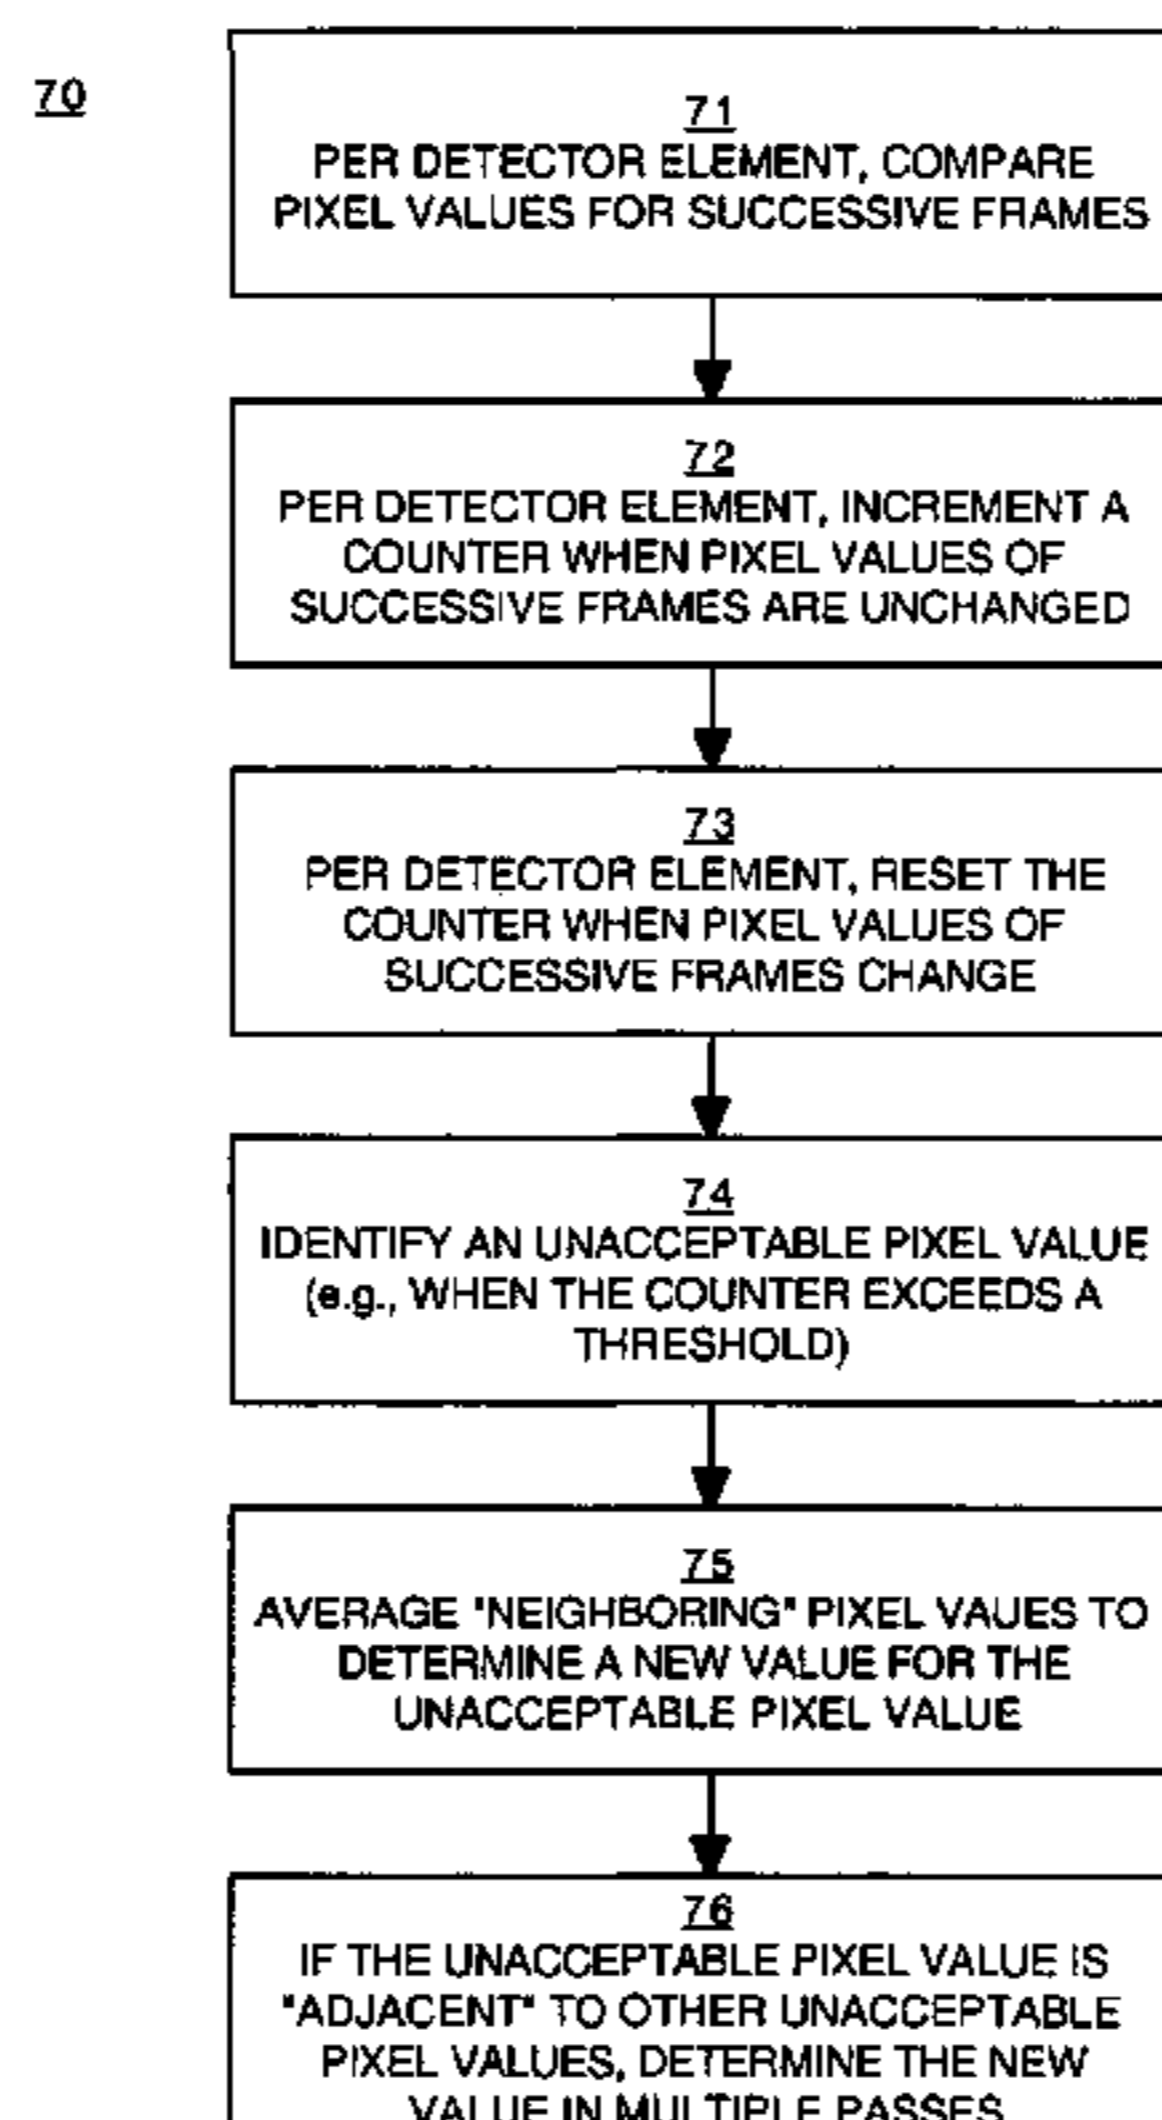 70
71
PER DETECTOR ELEMENT, COMPARE
PIXEL VALUES FOR SUCCESSIVE FRAMES
72
PER DETECTOR ELEMENT, INCREMENT A
COUNTER WHEN PIXEL VALUES OF
SUCCESSIVE FRAMES ARE UNCHANGED
73
PER DETECTOR ELEMENT, RESET THE
COUNTER WHEN PIXEL VALUES OF
SUCCESSIVE FRAMES CHANGE
74
IDENTIFY AN UNACCEPTABLE PIXEL VALUE
(e.g., WHEN THE COUNTER EXCEEDS A
THRESHOLD)
75
AVERAGE "NEIGHBORING" PIXEL VAUES TO
DETERMINE A NEW VALUE FOR THE
UNACCEPTABLE PIXEL VALUE
76
IF THE UNACCEPTABLE PIXEL VALUE IS
"ADJACENT" TO OTHER UNACCEPTABLE
PIXEL VALUES, DETERMINE THE NEW
VALUE IN MULTIPLE PASSES